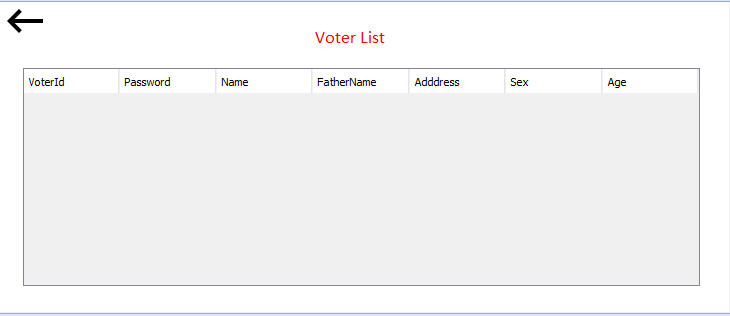 Voter List
VoterId Password Name FatherName Adddress Sex Age